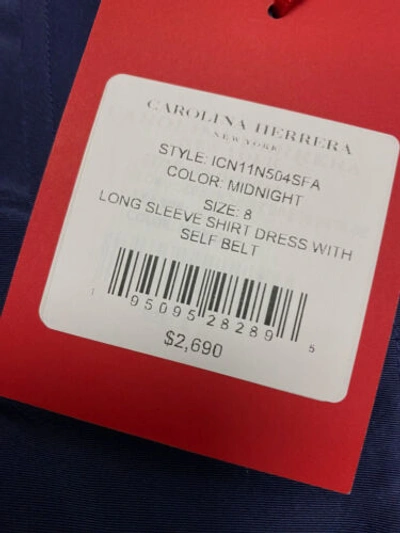 CAROLINA HERRERA
NEW YORK
STYLE: ICN11N504SFA
COLOR: MIDNIGHT
SIZE: 8
LONG SLEEVE SHIRT DRESS WITH
SELF BELT
1 95095 28289 5
$2,690